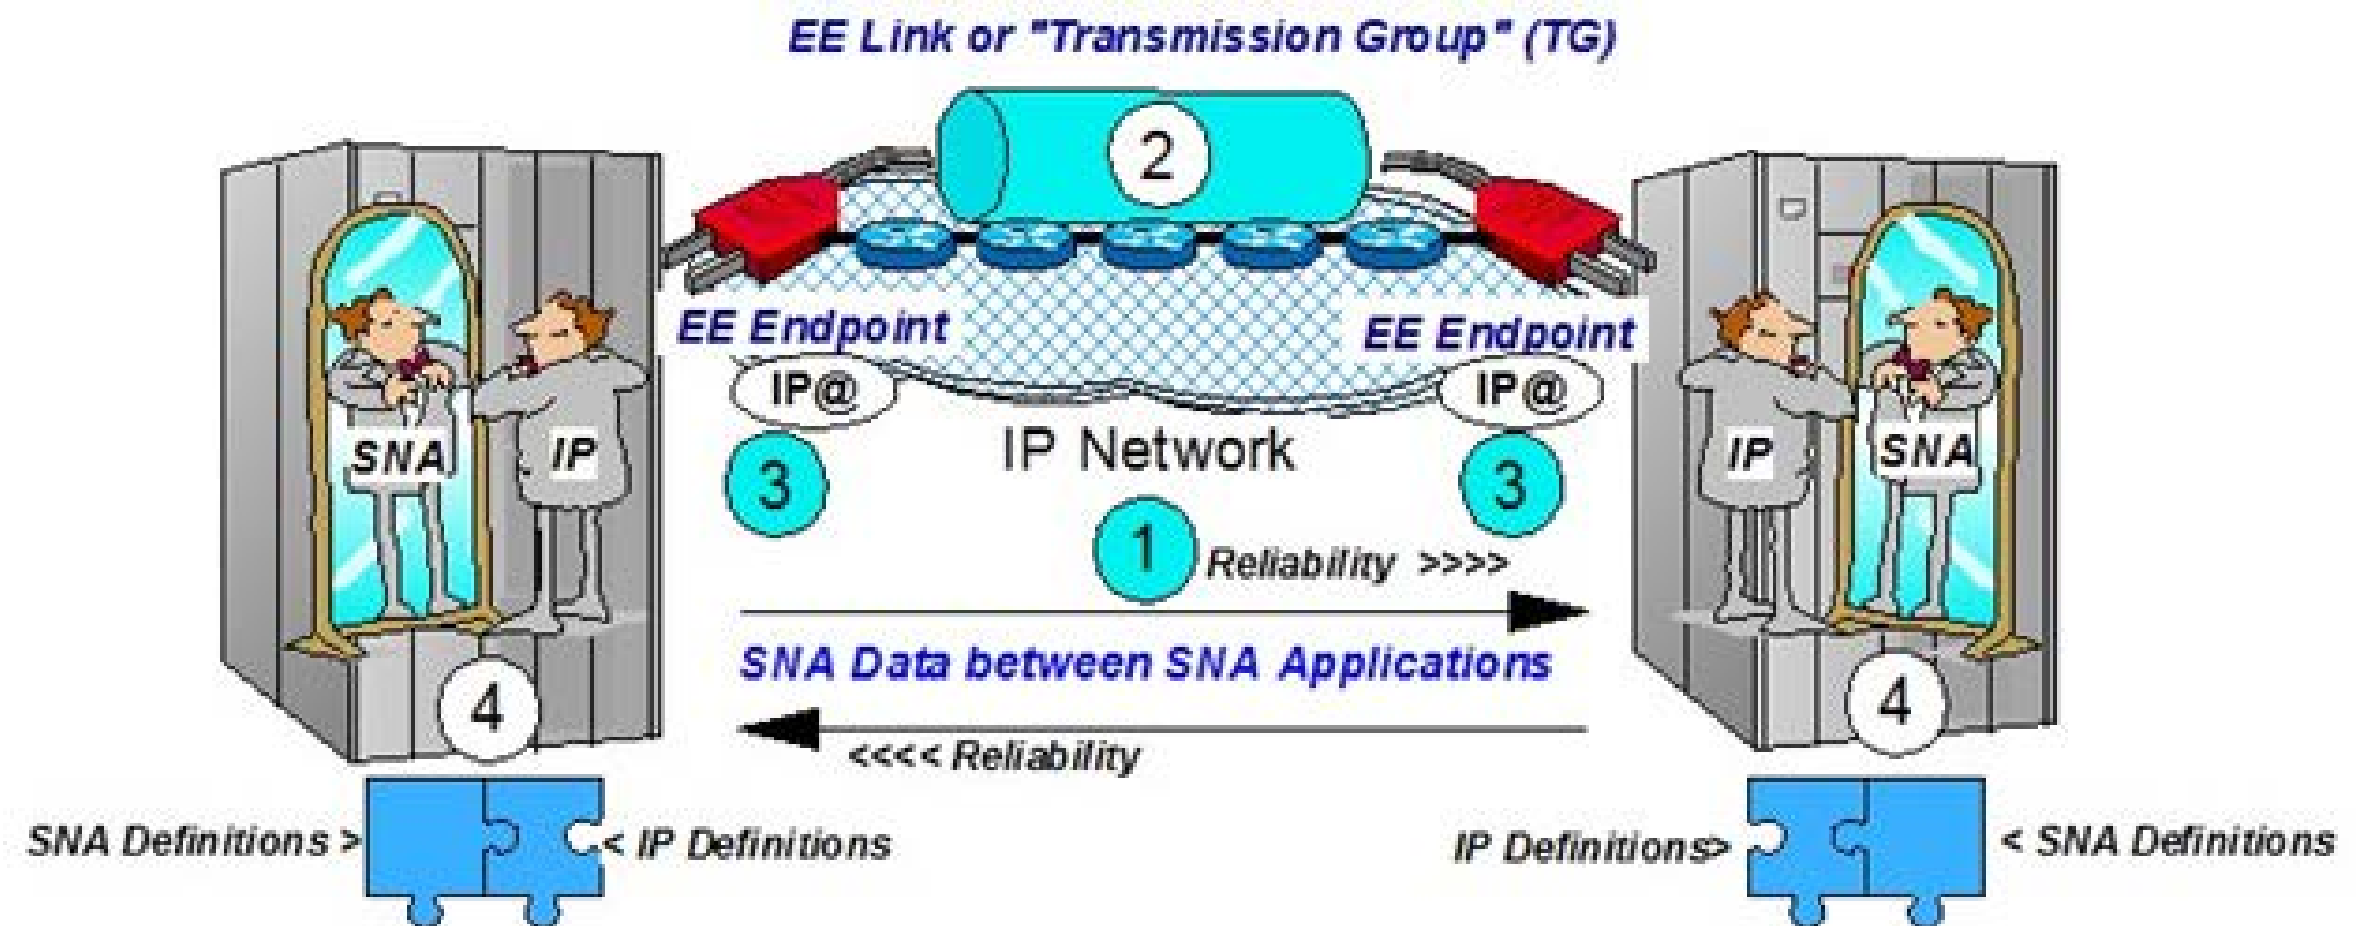 EE Link or "Transmission Group" (TG)
2
EE Endpoint
EE Endpoint
IP@
IP@
SNA
IP
IP Network
IP
SNA
3
3
1
Reliability >>>>
SNA Data between SNA Applications
4
4
<<<< Reliability
SNA Definitions >
< IP Definitions
IP Definitions>
< SNA Definitions